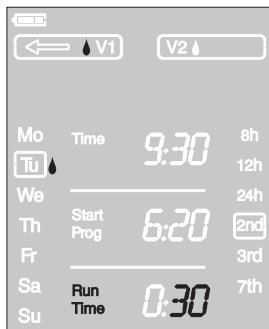 V1 V2
Mo Time 9:30 8h
Tu 12h
We 24h
Th Start Prog 6:20 2nd
Fr 3rd
Sa Run Time 0:30 7th
Su